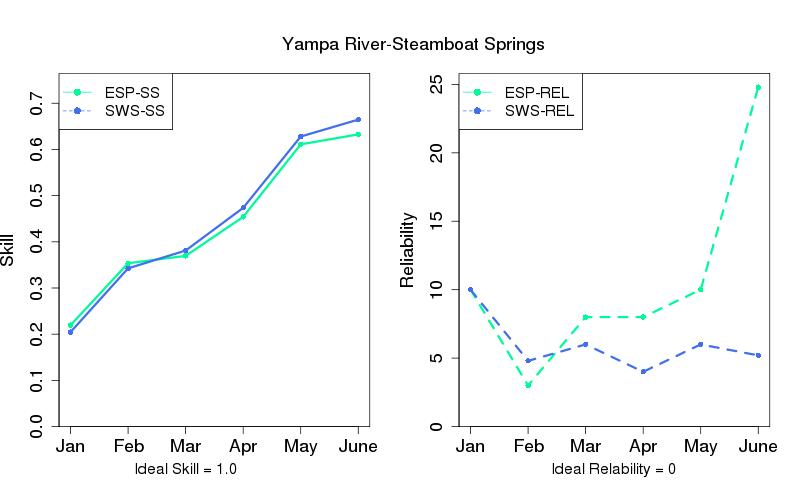 Yampa River-Steamboat Springs
ESP-SS
SWS-SS
Skill
0.7
0.6
0.5
0.4
0.3
0.2
0.1
0.0
Jan Feb Mar Apr May June
Ideal Skill = 1.0
ESP-REL
SWS-REL
Reliability
25
20
15
10
5
0
Jan Feb Mar Apr May June
Ideal Relability = 0